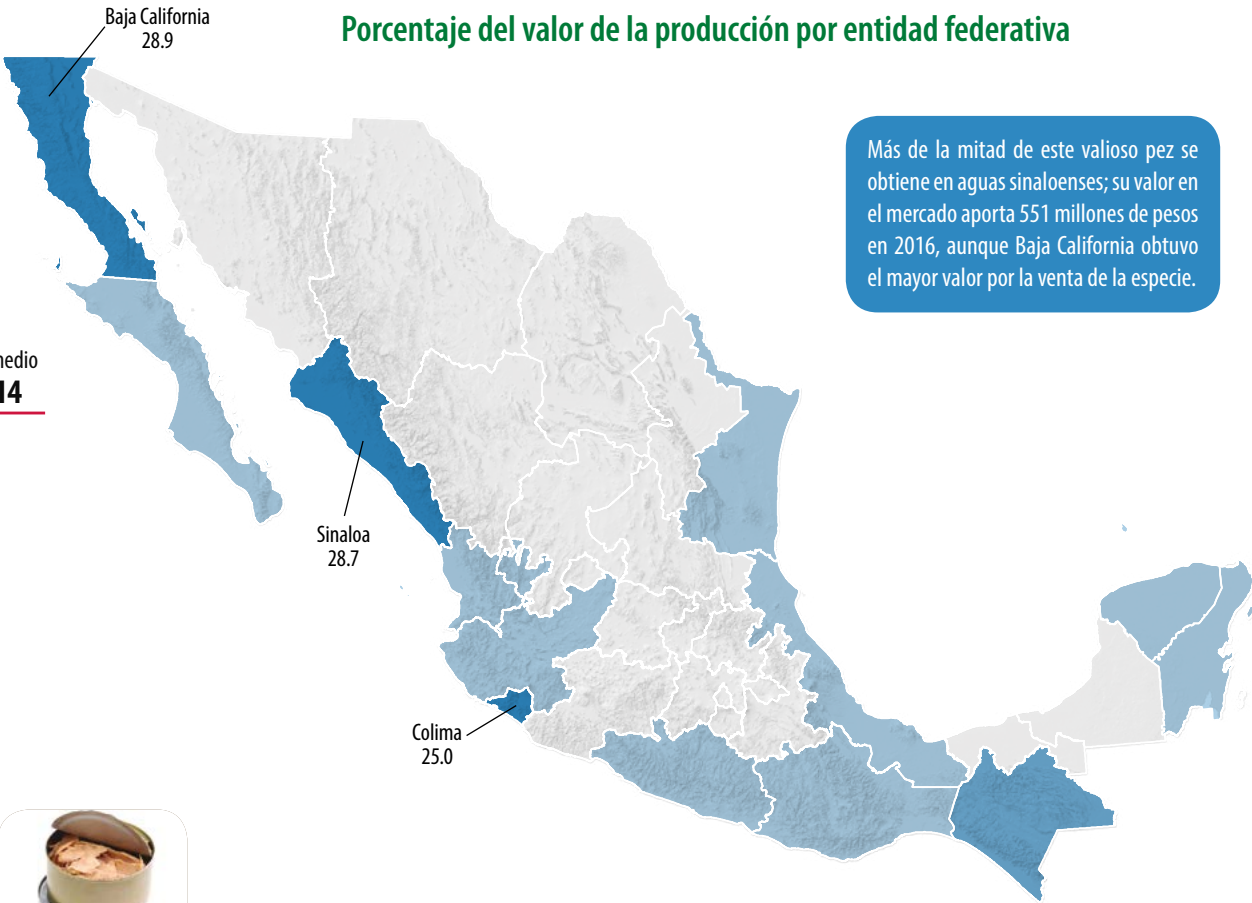 Baja California
28.9
Porcentaje del valor de la producción por entidad federativa
Más de la mitad de este valioso pez se
obtiene en aguas sinaloenses; su valor en
el mercado aporta 551 millones de pesos
en 2016, aunque Baja California obtuvo
el mayor valor por la venta de la especie.
Sinaloa
28.7
Colima
25.0